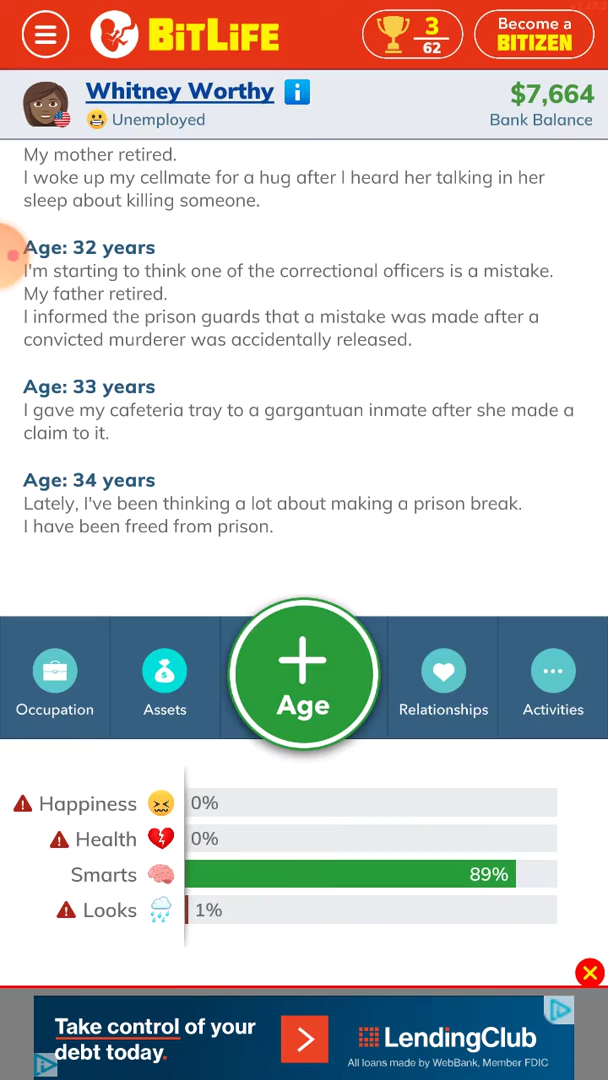 BitLife
3
62
Become a
BITIZEN
Whitney Worthy i
$7,664
Unemployed
Bank Balance
My mother retired.
I woke up my cellmate for a hug after I heard her talking in her
sleep about killing someone.
Age: 32 years
I'm starting to think one of the correctional officers is a mistake.
My father retired.
I informed the prison guards that a mistake was made after a
convicted murderer was accidentally released.
Age: 33 years
I gave my cafeteria tray to a gargantuan inmate after she made a
claim to it.
Age: 34 years
Lately, I've been thinking a lot about making a prison break.
I have been freed from prison.
Occupation
Assets
Age
Relationships
Activities
Happiness 0%
Health 0%
Smarts 89%
Looks 1%
Take control of your
debt today.
LendingClub
All loans made by WebBank, Member FDIC